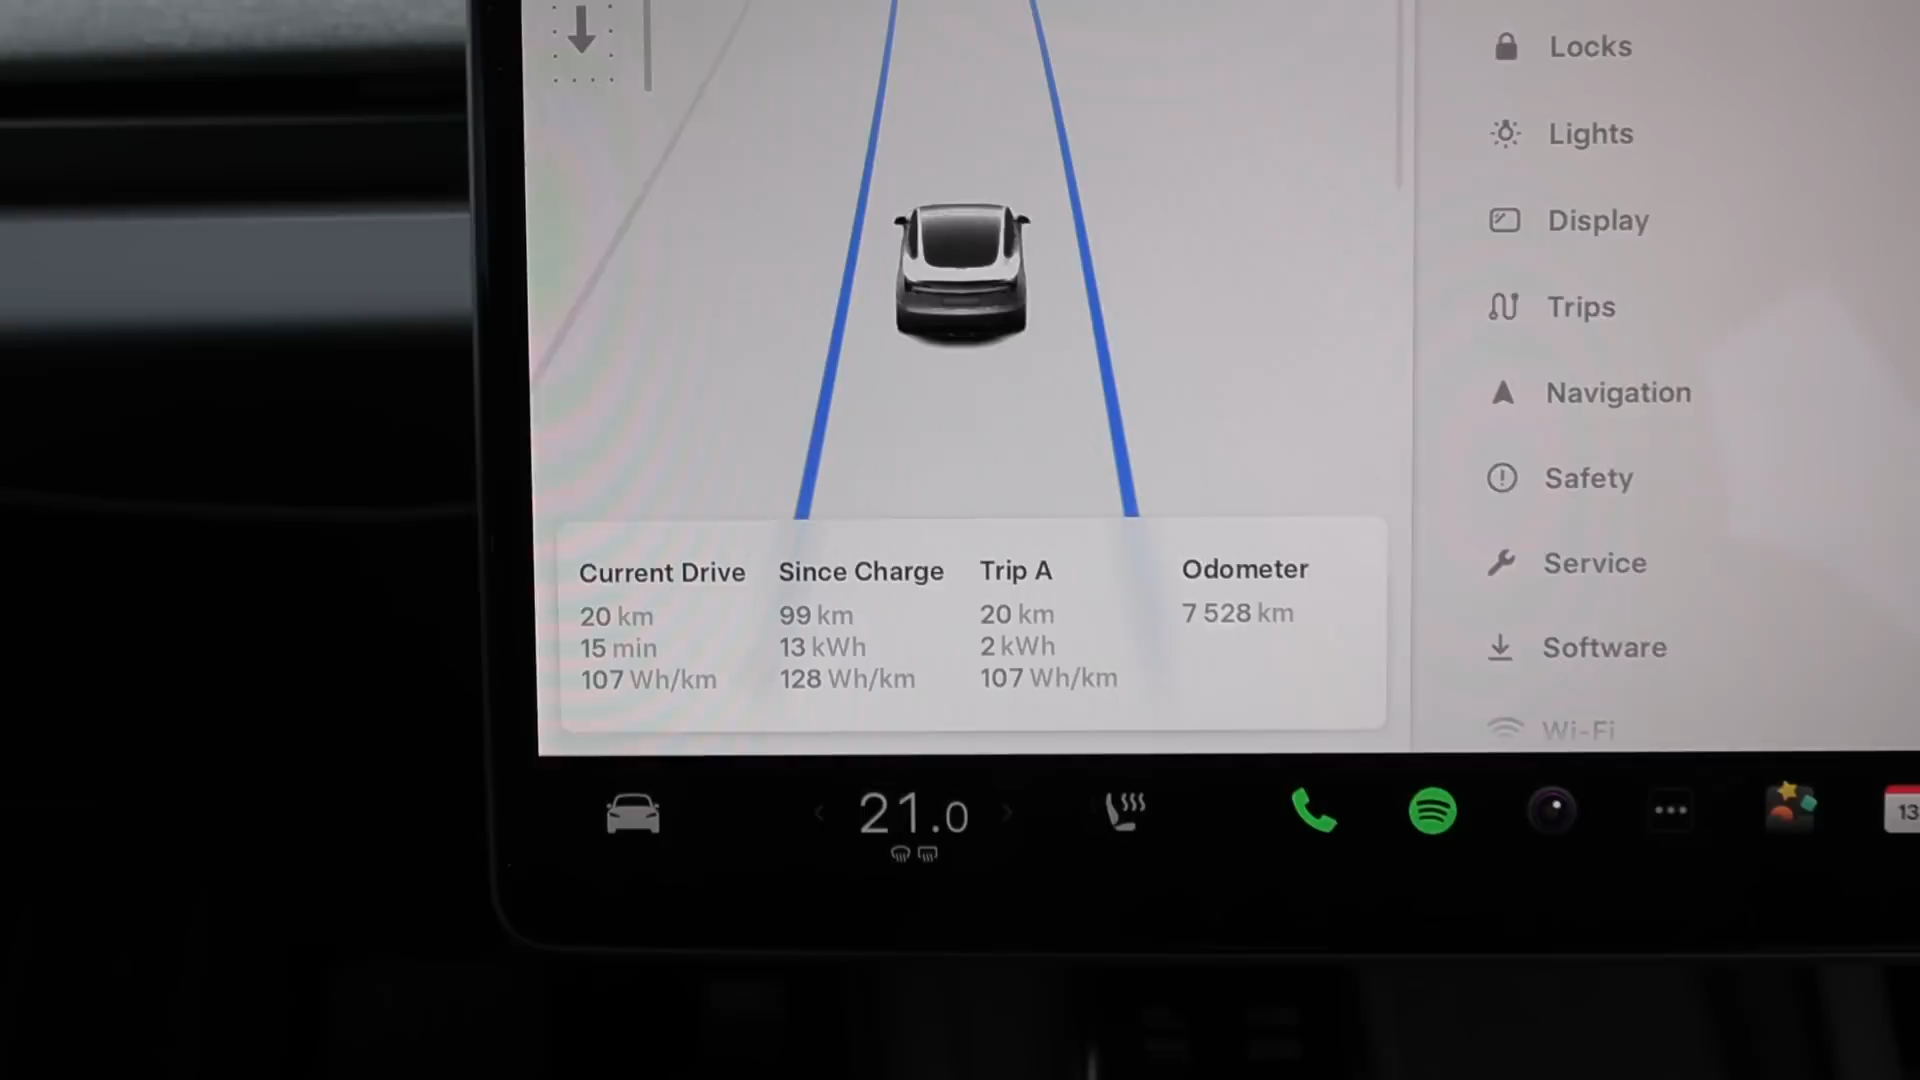 Locks
Lights
Display
Trips
Navigation
Safety
Service
Software
Wi-Fi
Current Drive
20 km
15 min
107 Wh/km
Since Charge
99 km
13 kWh
128 Wh/km
Trip A
20 km
2 kWh
107 Wh/km
Odometer
7 528 km
21.0
13